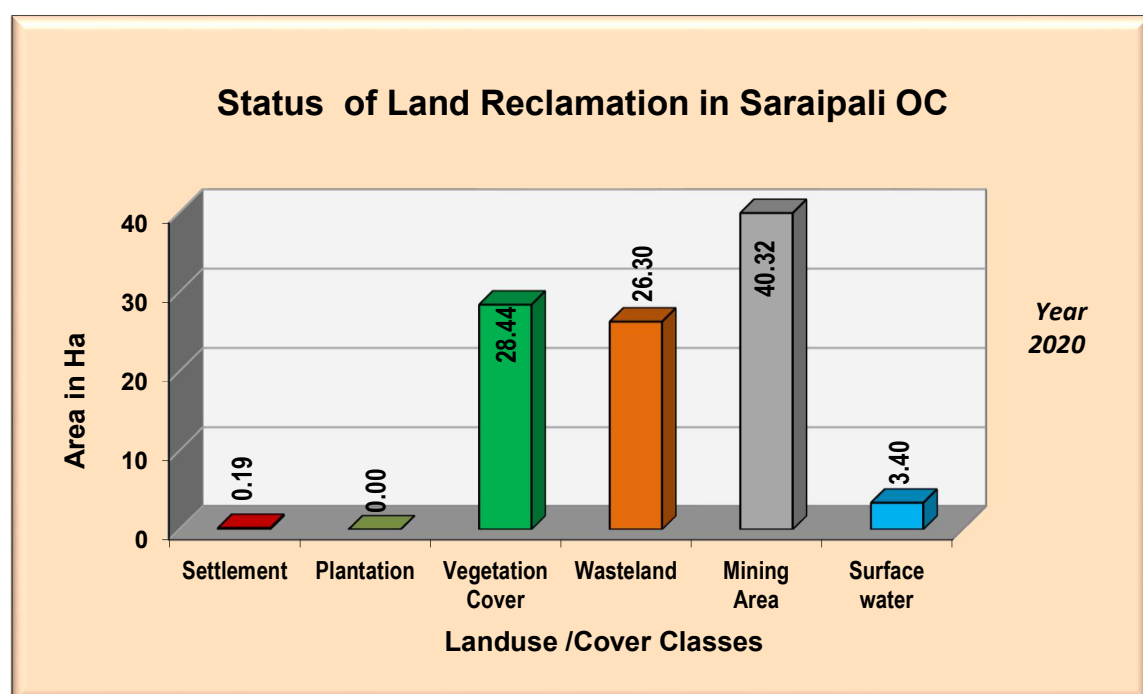 Status of Land Reclamation in Saraipali OC
40
30
20
10
0
Area in Ha
0.19
0.00
28.44
26.30
40.32
3.40
Settlement
Plantation
Vegetation
Cover
Wasteland
Mining
Area
Surface
water
Landuse /Cover Classes
Year
2020